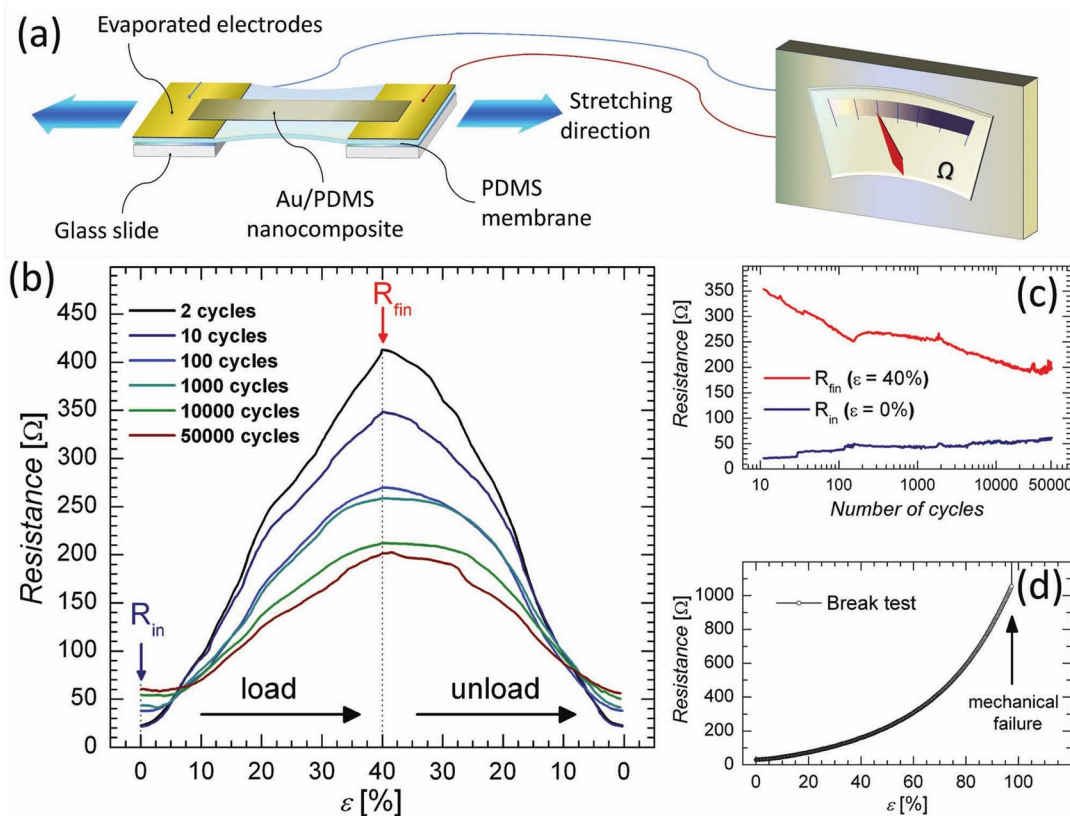 (a)
Evaporated electrodes
Stretching
direction
Glass slide
Au/PDMS
nanocomposite
PDMS
membrane
Ω
(b)
Resistance [Ω]
450
400
350
300
250
200
150
100
50
0
2 cycles
10 cycles
100 cycles
1000 cycles
10000 cycles
50000 cycles
R_fin
R_in
load
unload
0 10 20 30 40 30 20 10 0
ε [%]
(c)
Resistance [Ω]
350
300
250
200
150
100
50
0
R_fin (ε = 40%)
R_in (ε = 0%)
10 100 1000 10000 50000
Number of cycles
(d)
Resistance [Ω]
1000
800
600
400
200
0
Break test
mechanical
failure
0 20 40 60 80 100
ε [%]